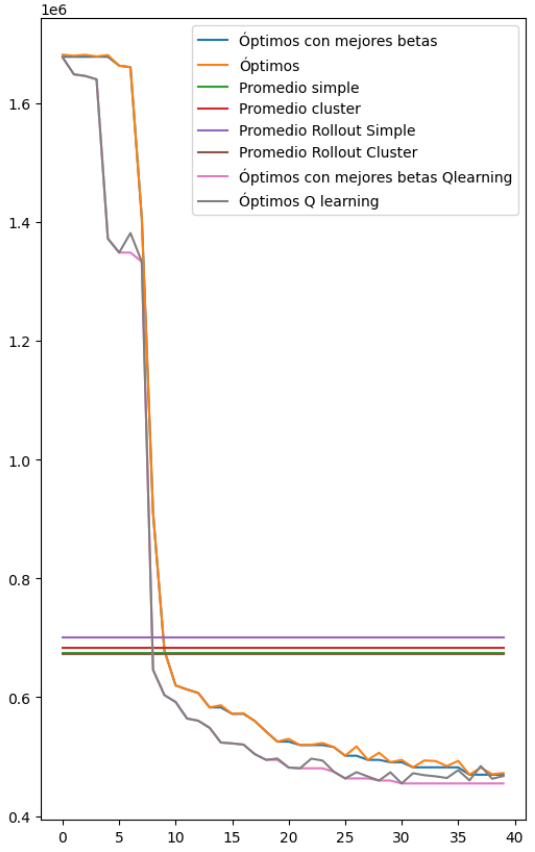 1e6
Óptimos con mejores betas
Óptimos
Promedio simple
Promedio cluster
Promedio Rollout Simple
Promedio Rollout Cluster
Óptimos con mejores betas Qlearning
Óptimos Q learning
1.6
1.4
1.2
1.0
0.8
0.6
0.4
0 5 10 15 20 25 30 35 40